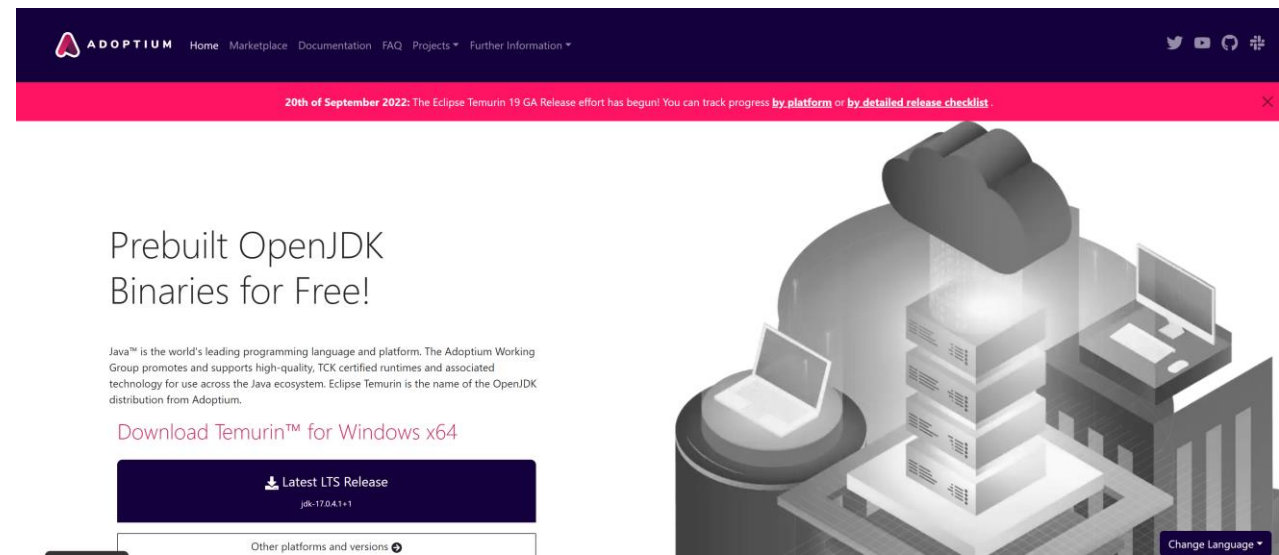 ADOPTIUM Home Marketplace Documentation FAQ Projects Further Information
20th of September 2022: The Eclipse Temurin 19 GA Release effort has begun! You can track progress by platform or by detailed release checklist .
Prebuilt OpenJDK
Binaries for Free!
Java™ is the world's leading programming language and platform. The Adoptium Working
Group promotes and supports high-quality, TCK certified runtimes and associated
technology for use across the Java ecosystem. Eclipse Temurin is the name of the OpenJDK
distribution from Adoptium.
Download Temurin™ for Windows x64
Latest LTS Release
jdk-17.0.4.1+1
Other platforms and versions
Change Language